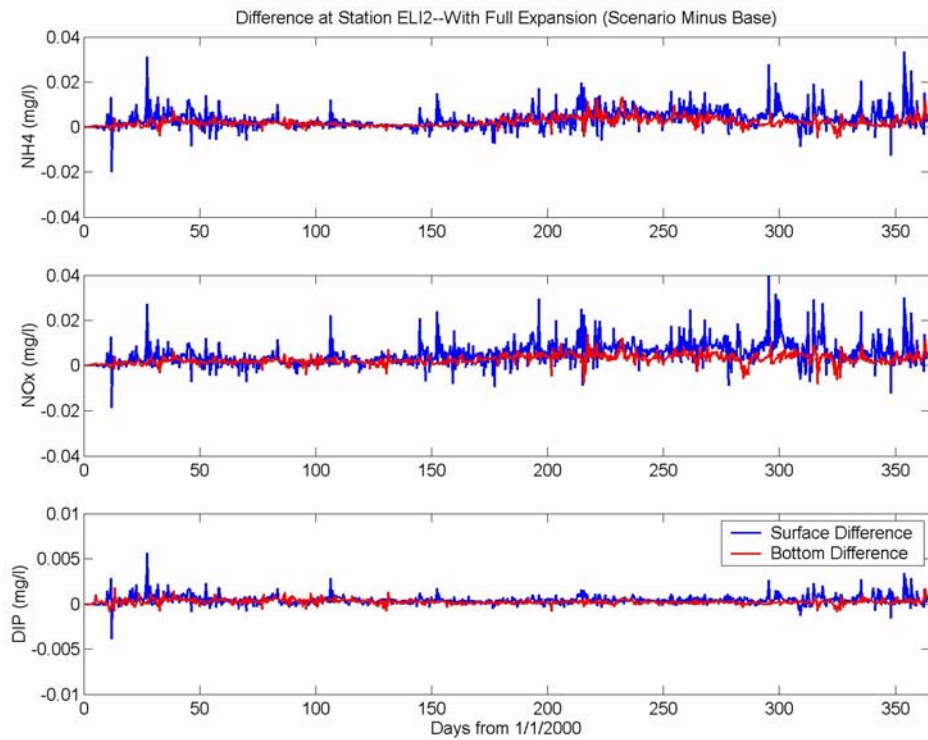 Difference at Station ELI2--With Full Expansion (Scenario Minus Base)
0.04
0.02
0
-0.02
-0.04
NH4 (mg/l)
0 50 100 150 200 250 300 350
0.04
0.02
0
-0.02
-0.04
NOx (mg/l)
0 50 100 150 200 250 300 350
0.01
0.005
0
-0.005
-0.01
DIP (mg/l)
Surface Difference
Bottom Difference
0 50 100 150 200 250 300 350
Days from 1/1/2000